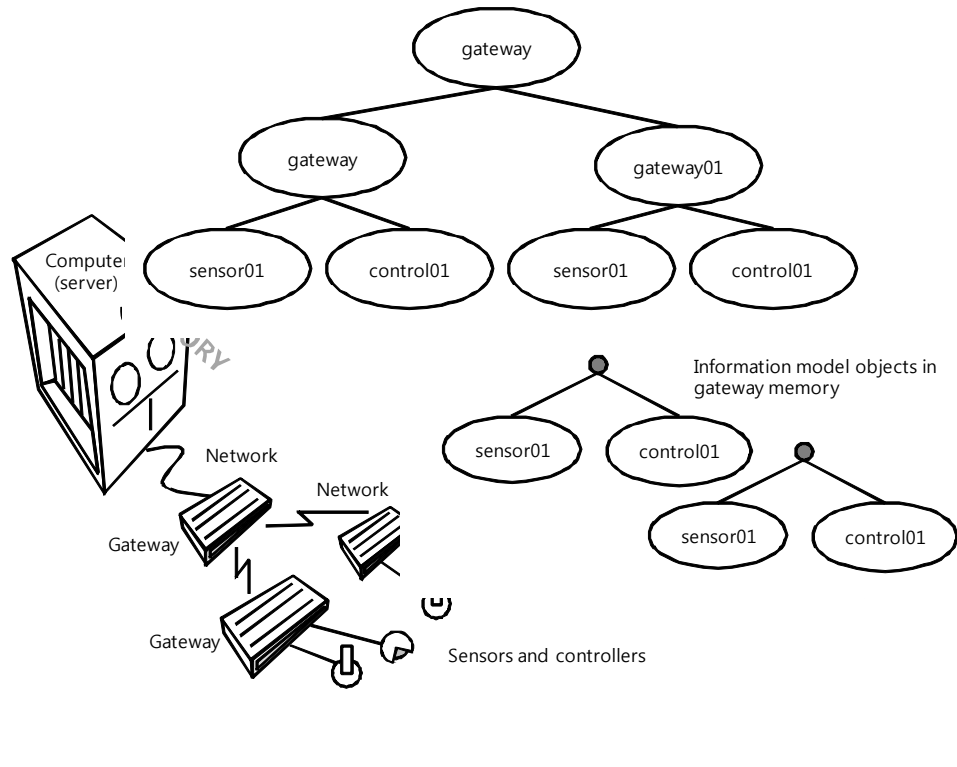 gateway
gateway
gateway01
sensor01
control01
sensor01
control01
Computer
(server)
Information model objects in
gateway memory
sensor01
control01
sensor01
control01
Network
Network
Gateway
Gateway
Sensors and controllers